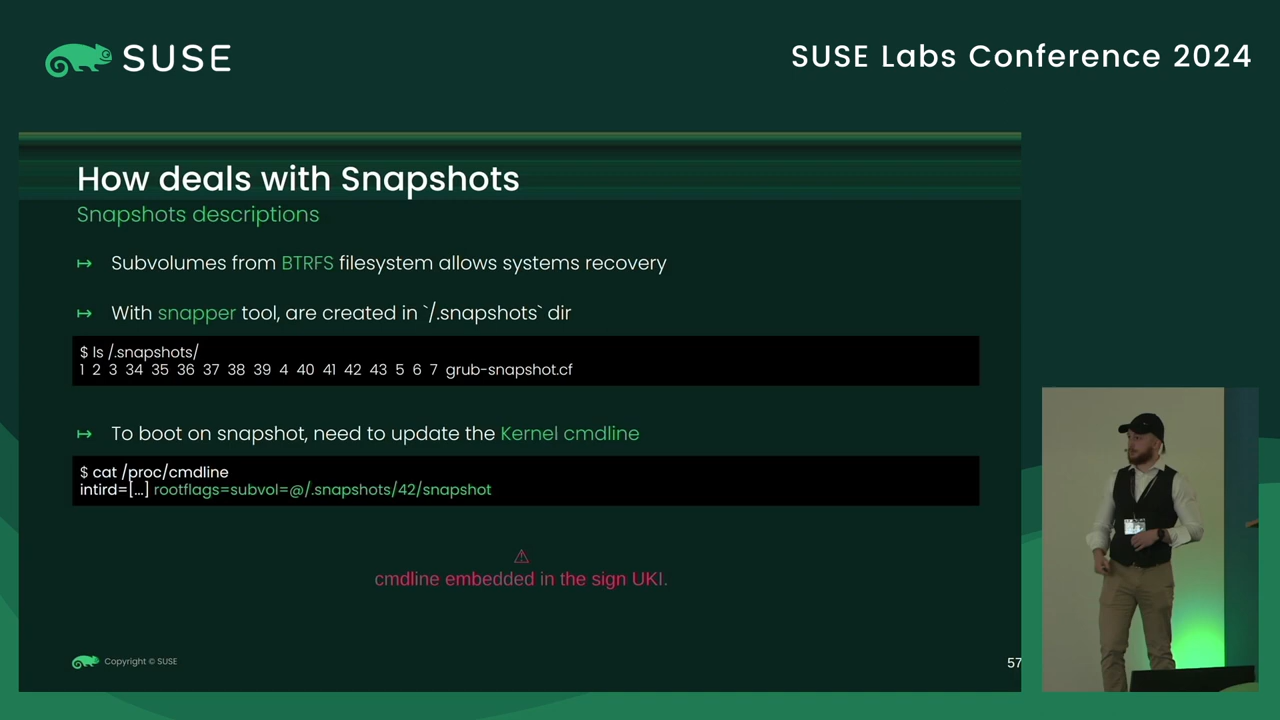 SUSE
SUSE Labs Conference 2024
How deals with Snapshots
Snapshots descriptions
↦ Subvolumes from BTRFS filesystem allows systems recovery
↦ With snapper tool, are created in `/.snapshots` dir
$ ls /.snapshots/
1 2 3 34 35 36 37 38 39 4 40 41 42 43 5 6 7 grub-snapshot.cf
↦ To boot on snapshot, need to update the Kernel cmdline
$ cat /proc/cmdline
intird=[...] rootflags=subvol=@/.snapshots/42/snapshot
⚠
cmdline embedded in the sign UKI.
Copyright © SUSE
57